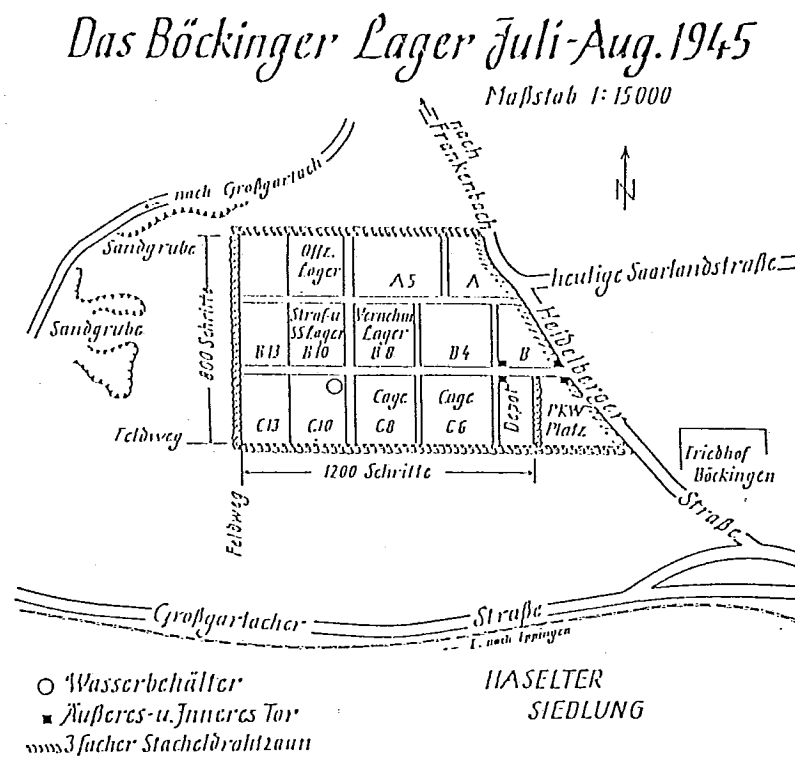 Das Böckinger Lager Juli-Aug. 1945
Maßstab 1:15000
nach
Frankenbach
N
nach Großgartach
Sandgrube
Offz.
Lager
A5
A
heutige Saarlandstraße
Sandgrube
800 Schritte
Straf-u
SSLager
B13
B10
Vernehm
Lager
B8
B4
B
Heidelberger
Straße
C13
C10
Cage
C8
Cage
C6
Depot
PKW
Platz
Feldweg
1200 Schritte
Friedhof
Böckingen
Feldweg
Großgartacher Straße
n. nach Eppingen
HASELTER
SIEDLUNG
Wasserbehälter
Äußeres-u. Inneres Tor
3facher Stacheldrahtzaun